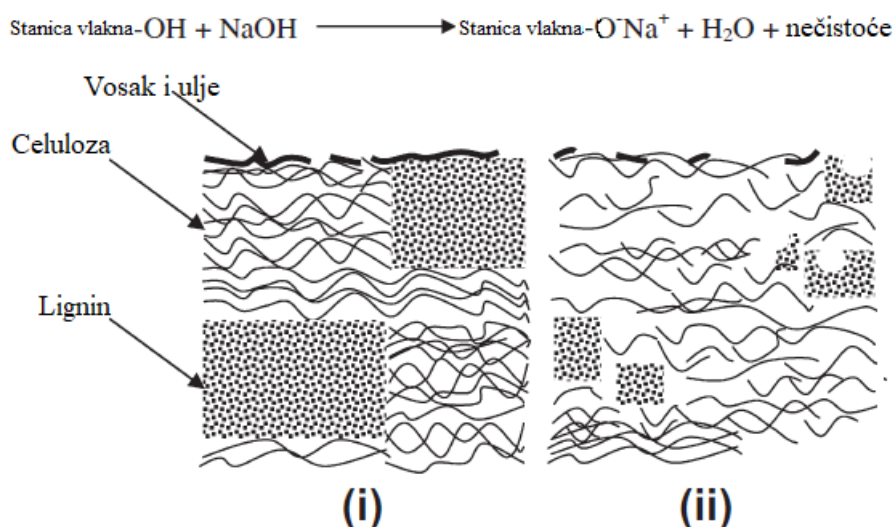 Stanica vlakna-OH + NaOH → Stanica vlakna-O⁻Na⁺ + H₂O + nečistoće
Vosak i ulje
Celuloza
Lignin
(i) (ii)